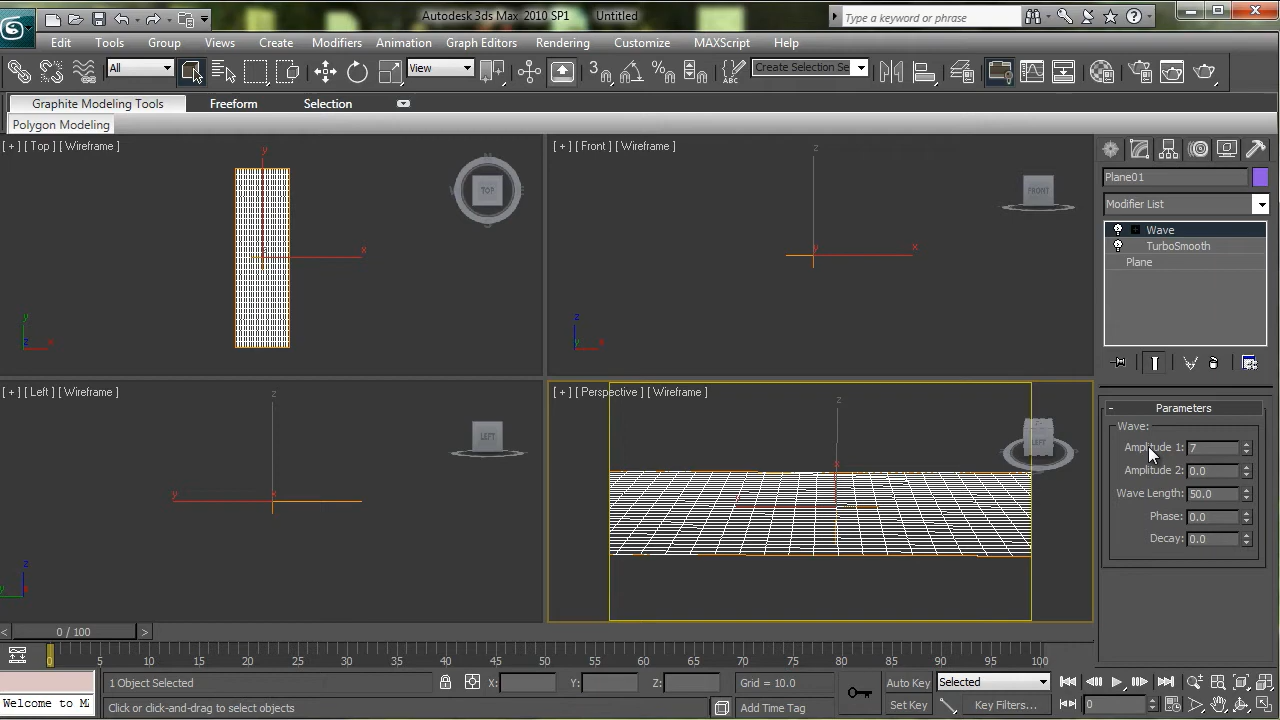 Autodesk 3ds Max 2010 SP1 Untitled
Type a keyword or phrase
Edit Tools Group Views Create Modifiers Animation Graph Editors Rendering Customize MAXScript Help
All View Create Selection Se
Graphite Modeling Tools Freeform Selection
Polygon Modeling
[ + ] [ Top ] [ Wireframe ]
y
x
TOP
y
z x
[ + ] [ Front ] [ Wireframe ]
z
y x
FRONT
z
y x
Plane01
Modifier List
Wave
TurboSmooth
Plane
[ + ] [ Left ] [ Wireframe ]
z
y x
LEFT
z
y x
[ + ] [ Perspective ] [ Wireframe ]
z
x
LEFT
- Parameters
Wave:
Amplitude 1: 7
Amplitude 2: 0.0
Wave Length: 50.0
Phase: 0.0
Decay: 0.0
< 0 / 100 >
0 5 10 15 20 25 30 35 40 45 50 55 60 65 70 75 80 85 90 95 100
1 Object Selected X: Y: Z: Grid = 10.0 Auto Key Selected
Welcome to Mi Click or click-and-drag to select objects Add Time Tag Set Key Key Filters... 0